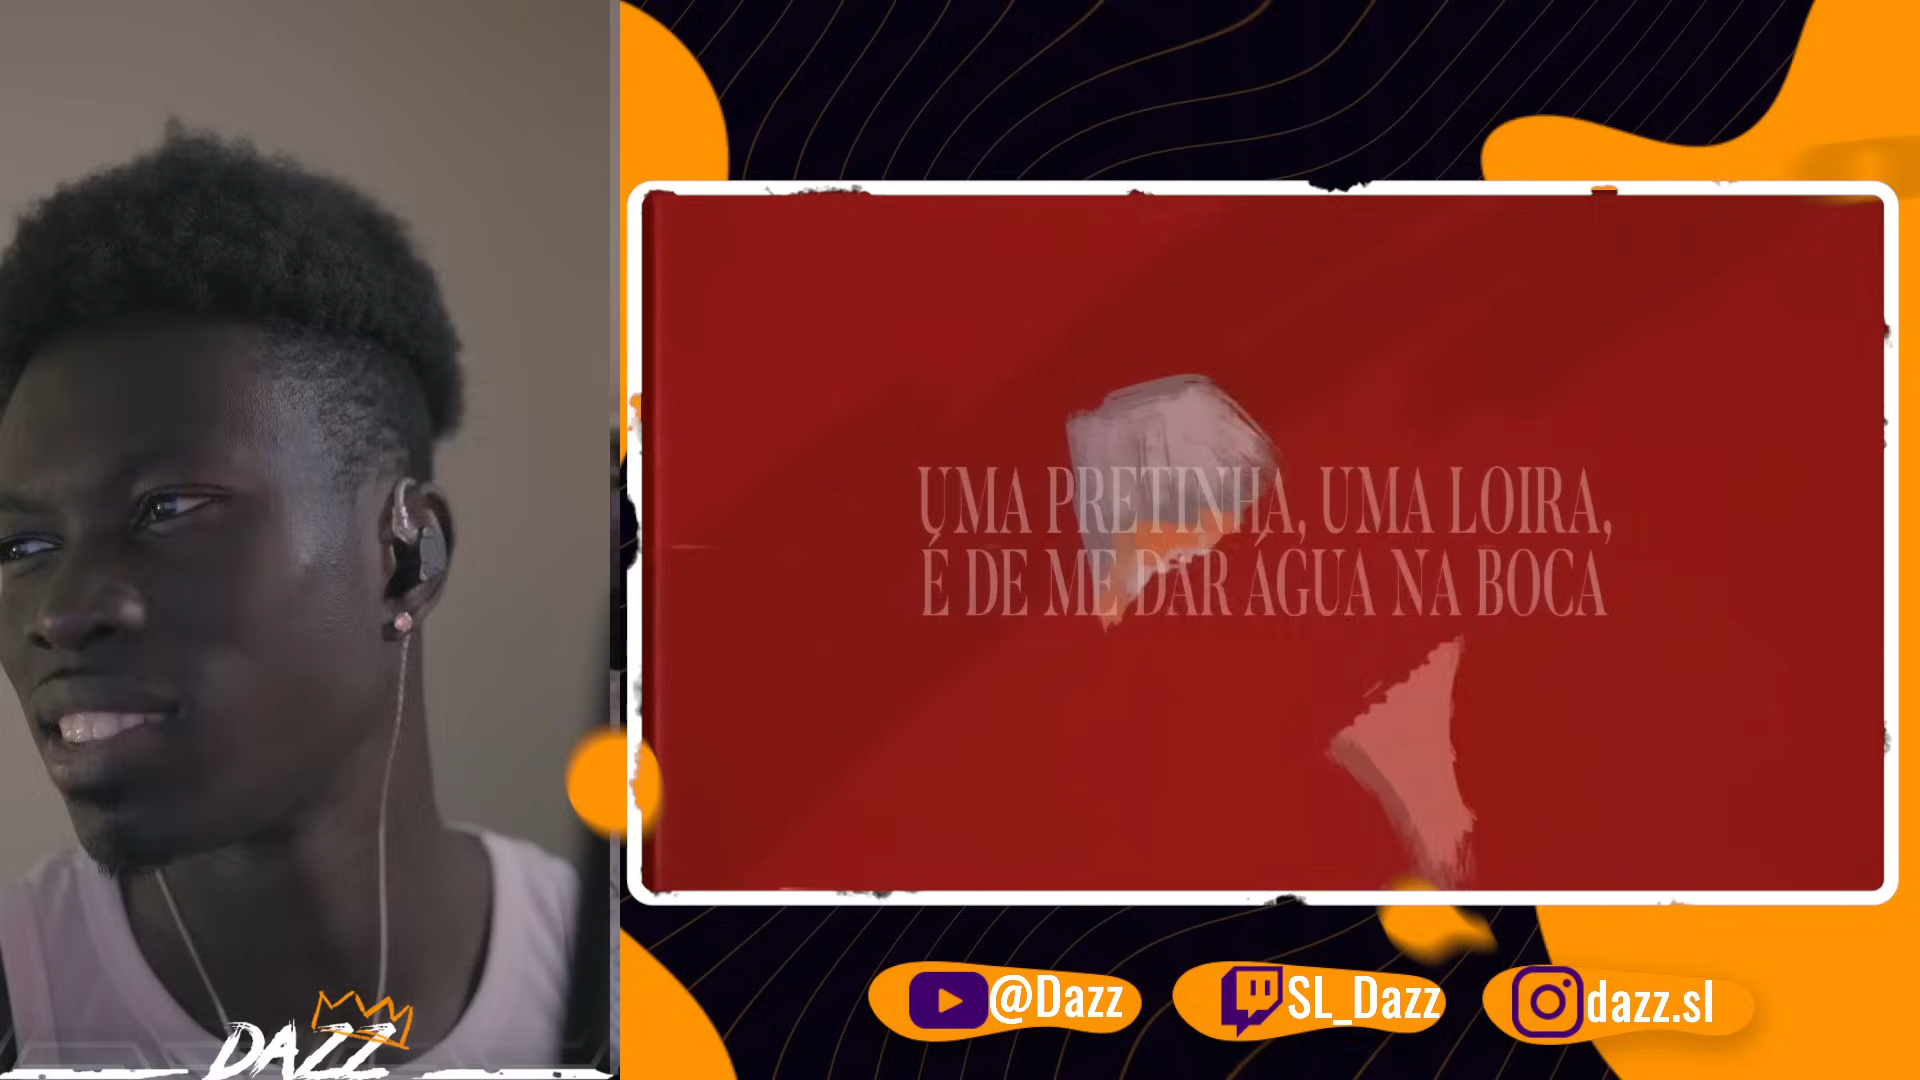 UMA PRETINHA, UMA LOIRA,
É DE ME DAR ÁGUA NA BOCA
DAZZ
@Dazz
SL_Dazz
dazz.sl